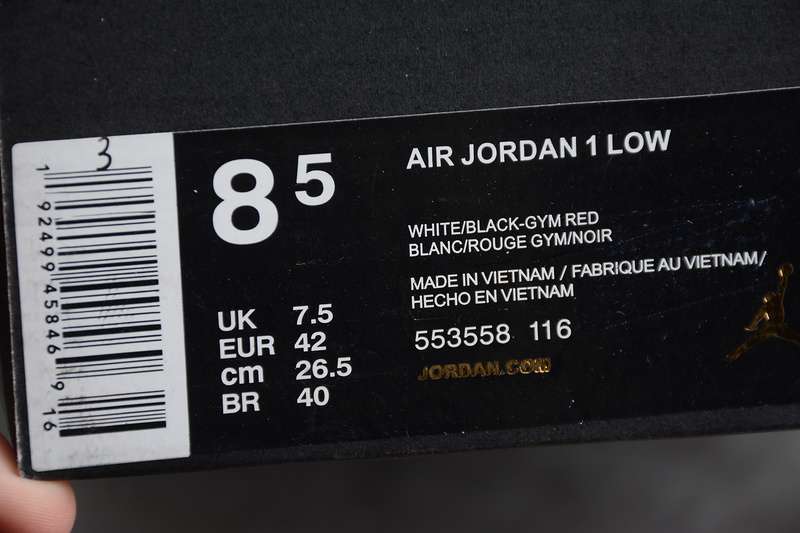 3
1 92499 45846 9 16
8 5
AIR JORDAN 1 LOW
WHITE/BLACK-GYM RED
BLANC/ROUGE GYM/NOIR
MADE IN VIETNAM / FABRIQUE AU VIETNAM/
HECHO EN VIETNAM
553558 116
JORDAN.COM
UK 7.5
EUR 42
cm 26.5
BR 40